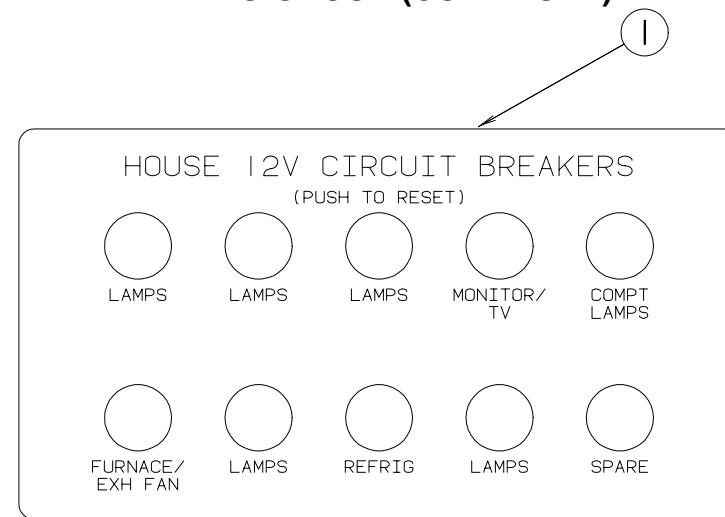 1
HOUSE 12V CIRCUIT BREAKERS
(PUSH TO RESET)
LAMPS LAMPS LAMPS MONITOR/ COMPT
TV LAMPS
FURNACE/ LAMPS REFRIG LAMPS SPARE
EXH FAN